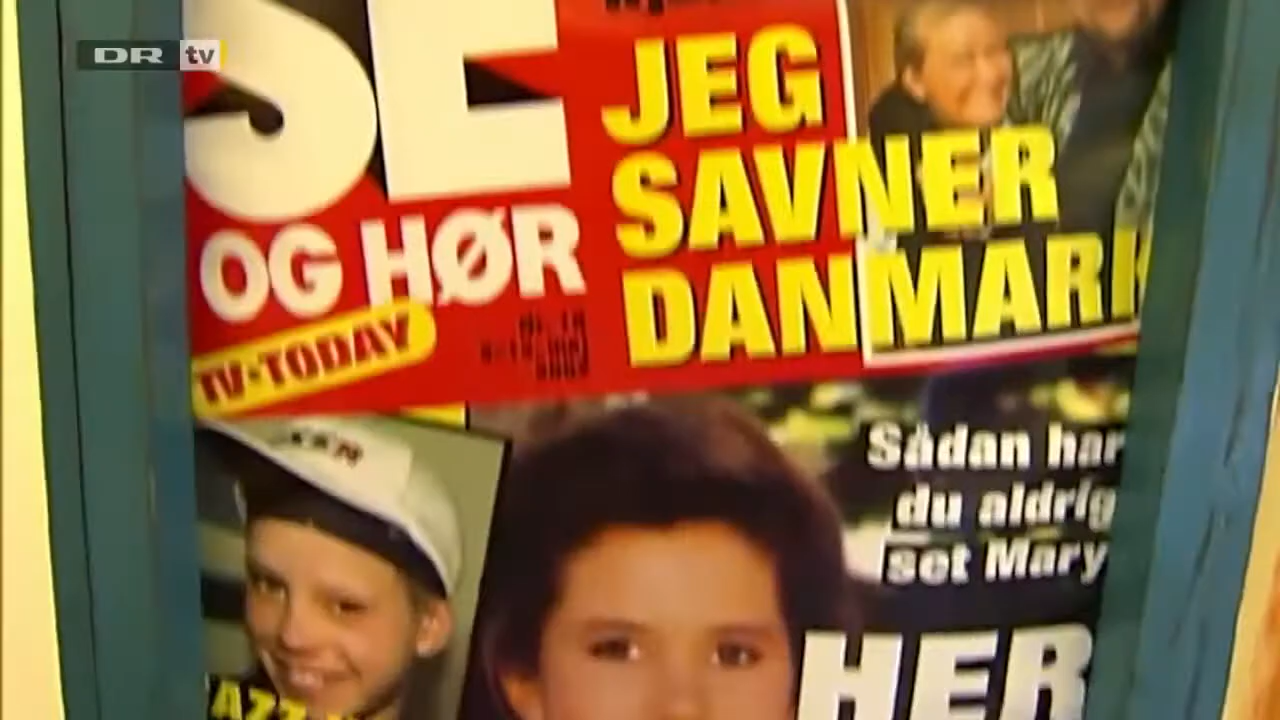 DR tv
SE
OG HØR
TV-TODAY
JEG
SAVNER
DANMARK
Sådan har
du aldrig
set Mary
HER